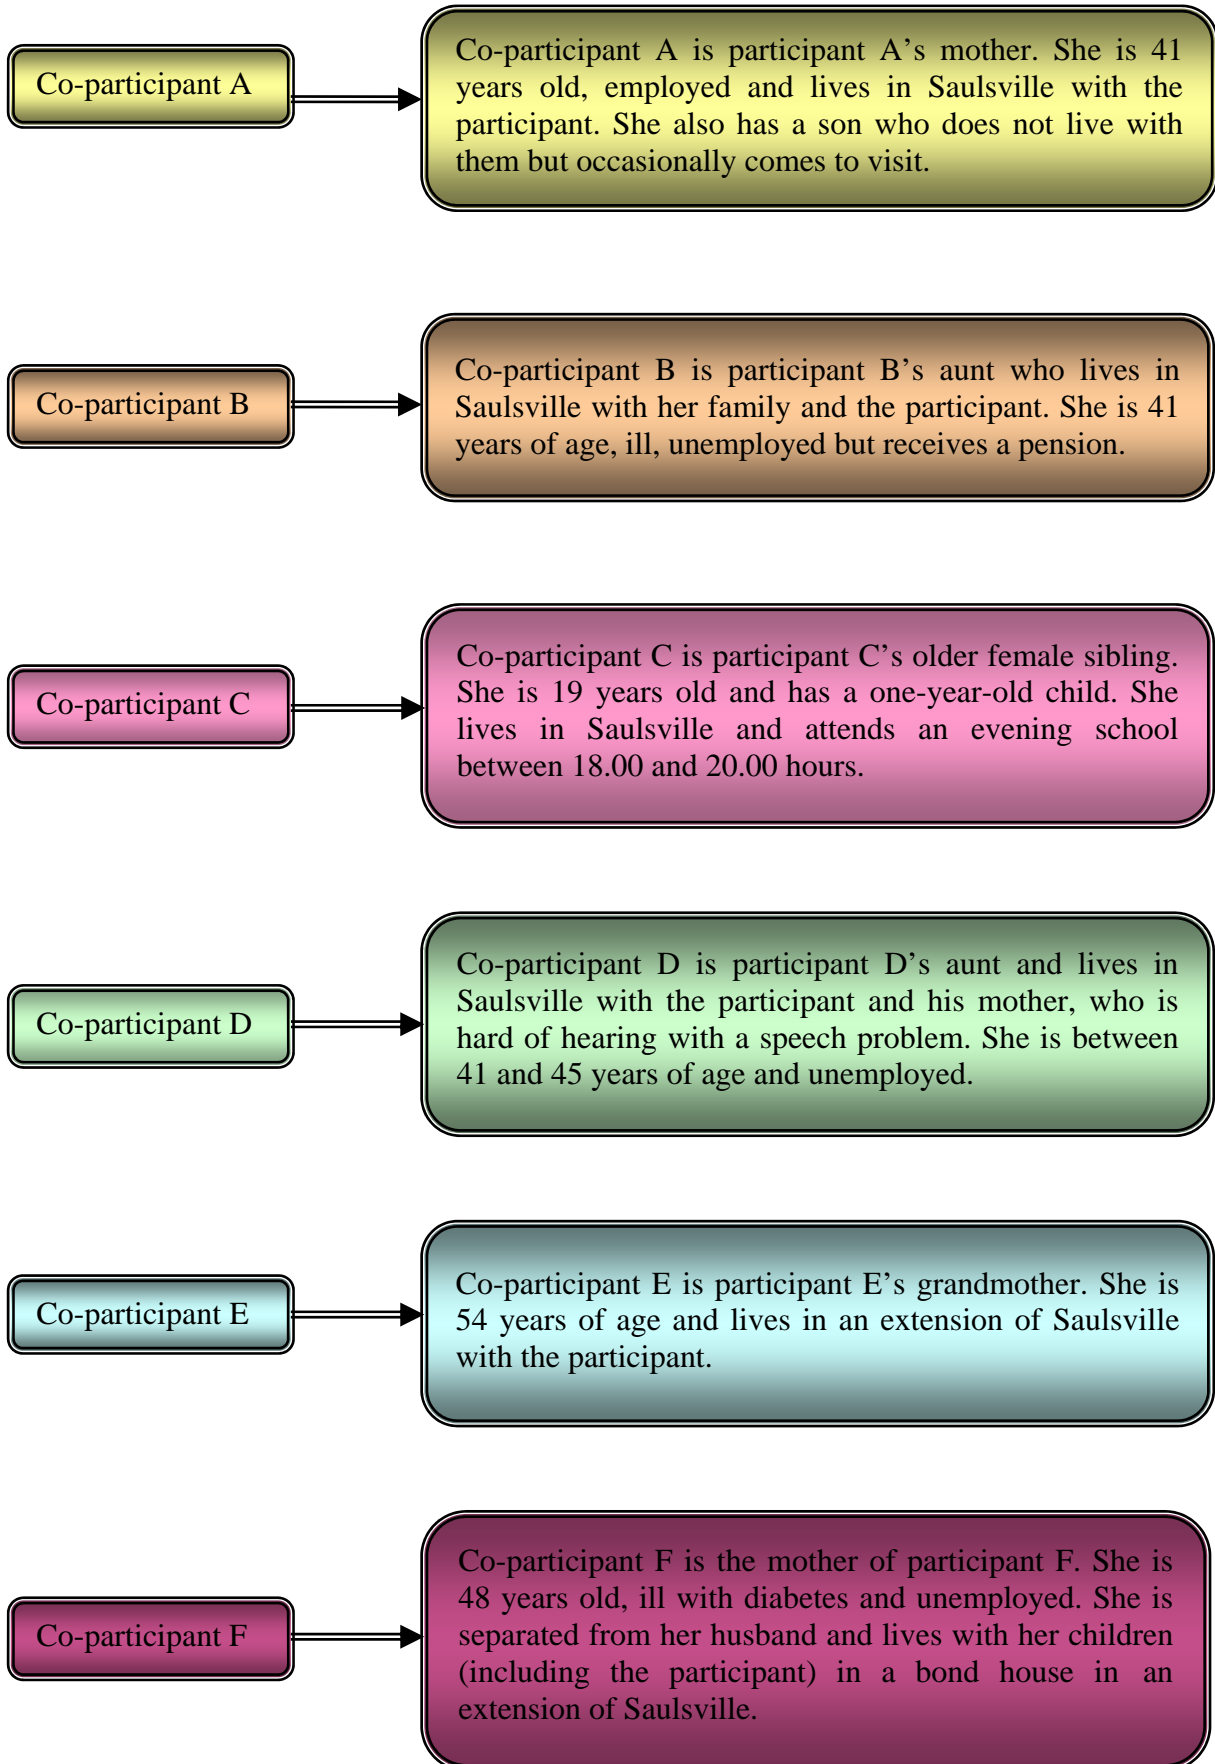 Co-participant A
Co-participant A is participant A’s mother. She is 41
years old, employed and lives in Saulsville with the
participant. She also has a son who does not live with
them but occasionally comes to visit.
Co-participant B
Co-participant B is participant B’s aunt who lives in
Saulsville with her family and the participant. She is 41
years of age, ill, unemployed but receives a pension.
Co-participant C
Co-participant C is participant C’s older female sibling.
She is 19 years old and has a one-year-old child. She
lives in Saulsville and attends an evening school
between 18.00 and 20.00 hours.
Co-participant D
Co-participant D is participant D’s aunt and lives in
Saulsville with the participant and his mother, who is
hard of hearing with a speech problem. She is between
41 and 45 years of age and unemployed.
Co-participant E
Co-participant E is participant E’s grandmother. She is
54 years of age and lives in an extension of Saulsville
with the participant.
Co-participant F
Co-participant F is the mother of participant F. She is
48 years old, ill with diabetes and unemployed. She is
separated from her husband and lives with her children
(including the participant) in a bond house in an
extension of Saulsville.